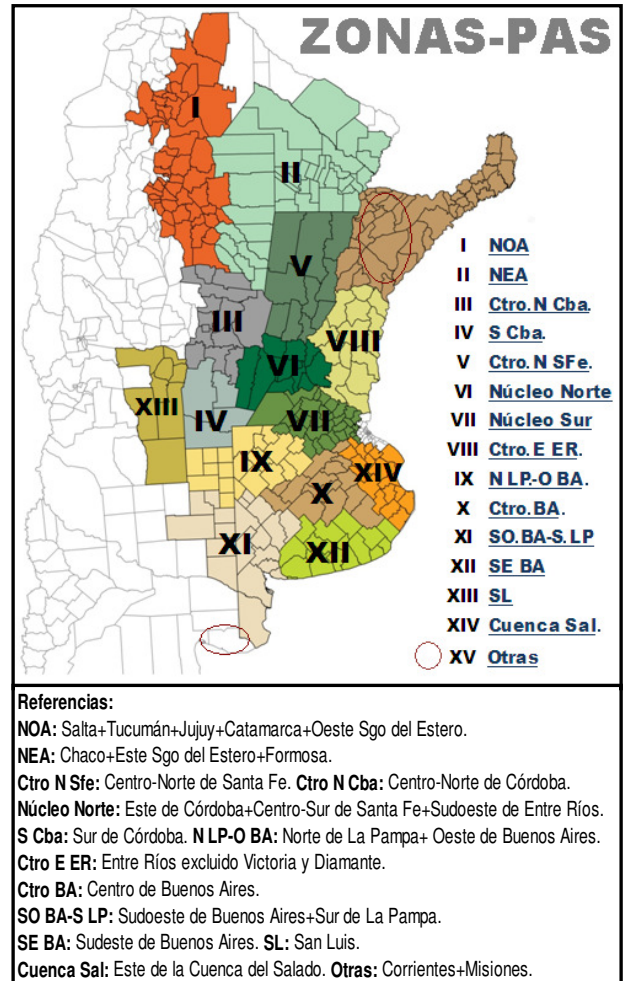 ZONAS-PAS
I
II
V
III
VIII
VI
XIII
IV
VII
IX
XIV
X
XI
XII
I NOA
II NEA
III Ctro.N Cba.
IV S Cba.
V Ctro.N SFe.
VI Núcleo Norte
VII Núcleo Sur
VIII Ctro.E ER.
IX N LP-O BA.
X Ctro.BA.
XI SO.BA-S.LP
XII SE BA
XIII SL
XIV Cuenca Sal.
XV Otras
Referencias:
NOA: Salta+Tucumán+Jujuy+Catamarca+Oeste Sgo del Estero.
NEA: Chaco+Este Sgo del Estero+Formosa.
Ctro N Sfe: Centro-Norte de Santa Fe. Ctro N Cba: Centro-Norte de Córdoba.
Núcleo Norte: Este de Córdoba+Centro-Sur de Santa Fe+Sudoeste de Entre Ríos.
S Cba: Sur de Córdoba. N LP-O BA: Norte de La Pampa+ Oeste de Buenos Aires.
Ctro E ER: Entre Ríos excluido Victoria y Diamante.
Ctro BA: Centro de Buenos Aires.
SO BA-S LP: Sudoeste de Buenos Aires+Sur de La Pampa.
SE BA: Sudeste de Buenos Aires. SL: San Luis.
Cuenca Sal: Este de la Cuenca del Salado. Otras: Corrientes+Misiones.